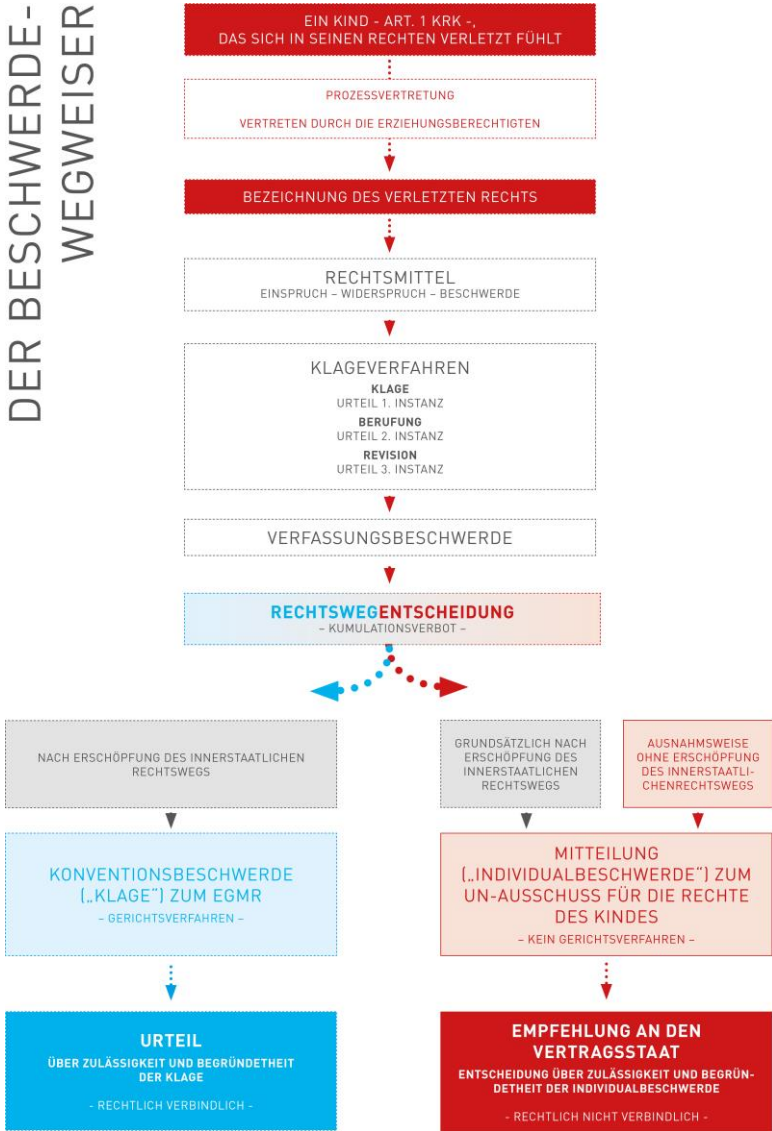 DER BESCHWERDE-
WEGWEISER
EIN KIND - ART. 1 KRK -,
DAS SICH IN SEINEN RECHTEN VERLETZT FÜHLT
PROZESSVERTRETUNG
VERTRETEN DURCH DIE ERZIEHUNGSBERECHTIGTEN
BEZEICHNUNG DES VERLETZTEN RECHTS
RECHTSMITTEL
EINSPRUCH – WIDERSPRUCH – BESCHWERDE
KLAGEVERFAHREN
KLAGE
URTEIL 1. INSTANZ
BERUFUNG
URTEIL 2. INSTANZ
REVISION
URTEIL 3. INSTANZ
VERFASSUNGSBESCHWERDE
RECHTSWEGENTSCHEIDUNG
– KUMULATIONSVERBOT –
NACH ERSCHÖPFUNG DES INNERSTAATLICHEN
RECHTSWEGS
GRUNDSÄTZLICH NACH
ERSCHÖPFUNG DES
INNERSTAATLICHEN
RECHTSWEGS
AUSNAHMSWEISE
OHNE ERSCHÖPFUNG
DES INNERSTAATLI-
CHENRECHTSWEGS
KONVENTIONSBESCHWERDE
(„KLAGE") ZUM EGMR
– GERICHTSVERFAHREN –
MITTEILUNG
(„INDIVIDUALBESCHWERDE") ZUM
UN-AUSSCHUSS FÜR DIE RECHTE
DES KINDES
– KEIN GERICHTSVERFAHREN –
URTEIL
ÜBER ZULÄSSIGKEIT UND BEGRÜNDETHEIT
DER KLAGE
- RECHTLICH VERBINDLICH -
EMPFEHLUNG AN DEN
VERTRAGSSTAAT
ENTSCHEIDUNG ÜBER ZULÄSSIGKEIT UND BEGRÜN-
DETHEIT DER INDIVIDUALBESCHWERDE
- RECHTLICH NICHT VERBINDLICH -